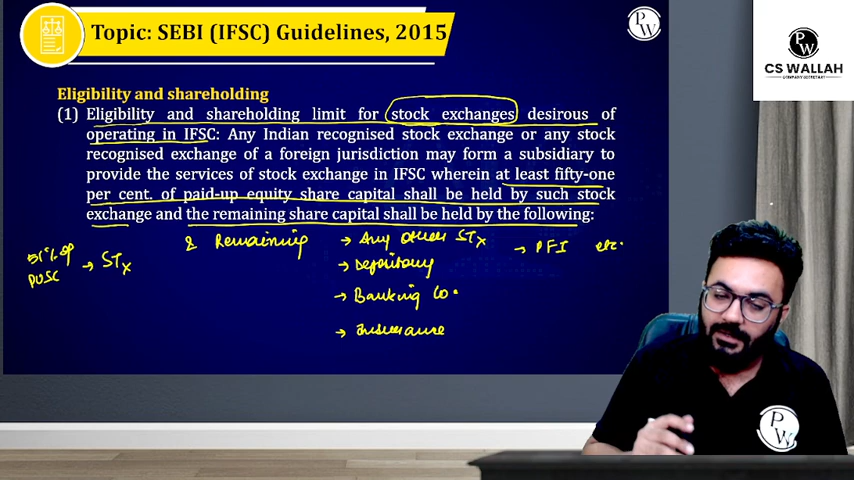 Topic: SEBI (IFSC) Guidelines, 2015
CS WALLAH
COMPANY SECRETARY
Eligibility and shareholding
(1) Eligibility and shareholding limit for stock exchanges desirous of
operating in IFSC: Any Indian recognised stock exchange or any stock
recognised exchange of a foreign jurisdiction may form a subsidiary to
provide the services of stock exchange in IFSC wherein at least fifty-one
per cent. of paid-up equity share capital shall be held by such stock
exchange and the remaining share capital shall be held by the following:
51% of
PUSC → STx
& Remaining
→ Any other STx
→ Depository
→ Banking Co.
→ Insurance
→ PFI etc.
PW